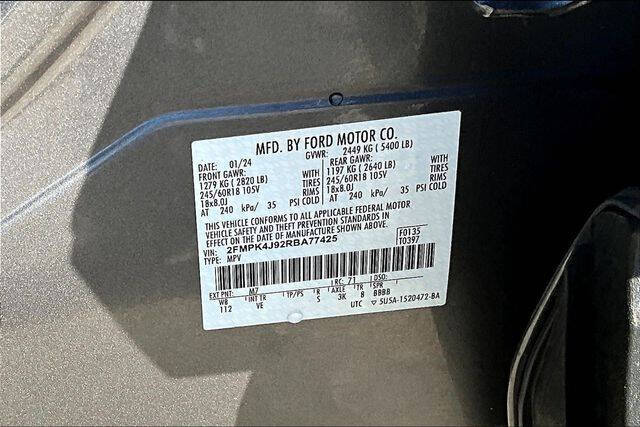 MFD. BY FORD MOTOR CO.
DATE: 01/24 GVWR: 2449 KG ( 5400 LB)
FRONT GAWR: REAR GAWR:
1279 KG ( 2820 LB) WITH 1197 KG ( 2640 LB) WITH
245/60R18 105V TIRES 245/60R18 105V TIRES
18x8.0J RIMS 18x8.0J RIMS
AT 240 kPa/ 35 PSI COLD AT 240 kPa/ 35 PSI COLD
THIS VEHICLE CONFORMS TO ALL APPLICABLE FEDERAL MOTOR
VEHICLE SAFETY AND THEFT PREVENTION STANDARDS IN
EFFECT ON THE DATE OF MANUFACTURE SHOWN ABOVE.
VIN: 2FMPK4J92RBA77425 F0135
TYPE: MPV T0397
EXT PNT: M7 RC: 71 DSO:
WB INT TR TP/PS R AXLE TR SPR
112 VE S 3K 8 BBBB
UTC ▽ 5U5A-1520472-BA